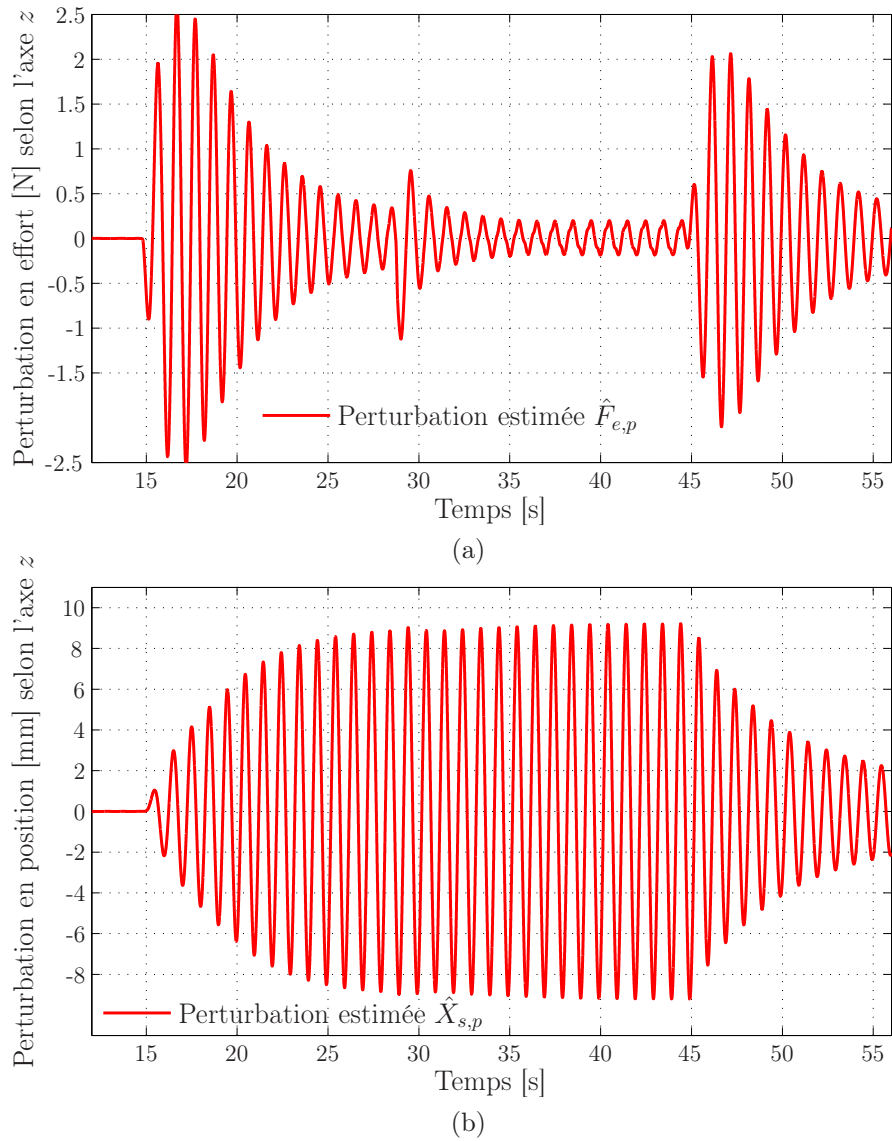 Perturbation en effort [N] selon l'axe z
2.5
2
1.5
1
0.5
0
-0.5
-1
-1.5
-2.5
Perturbation estimée F̂e,p
15 20 25 30 35 40 45 50 55
Temps [s]
(a)
Perturbation en position [mm] selon l'axe z
10
8
6
4
2
0
-2
-4
-6
-8
Perturbation estimée X̂s,p
15 20 25 30 35 40 45 50 55
Temps [s]
(b)